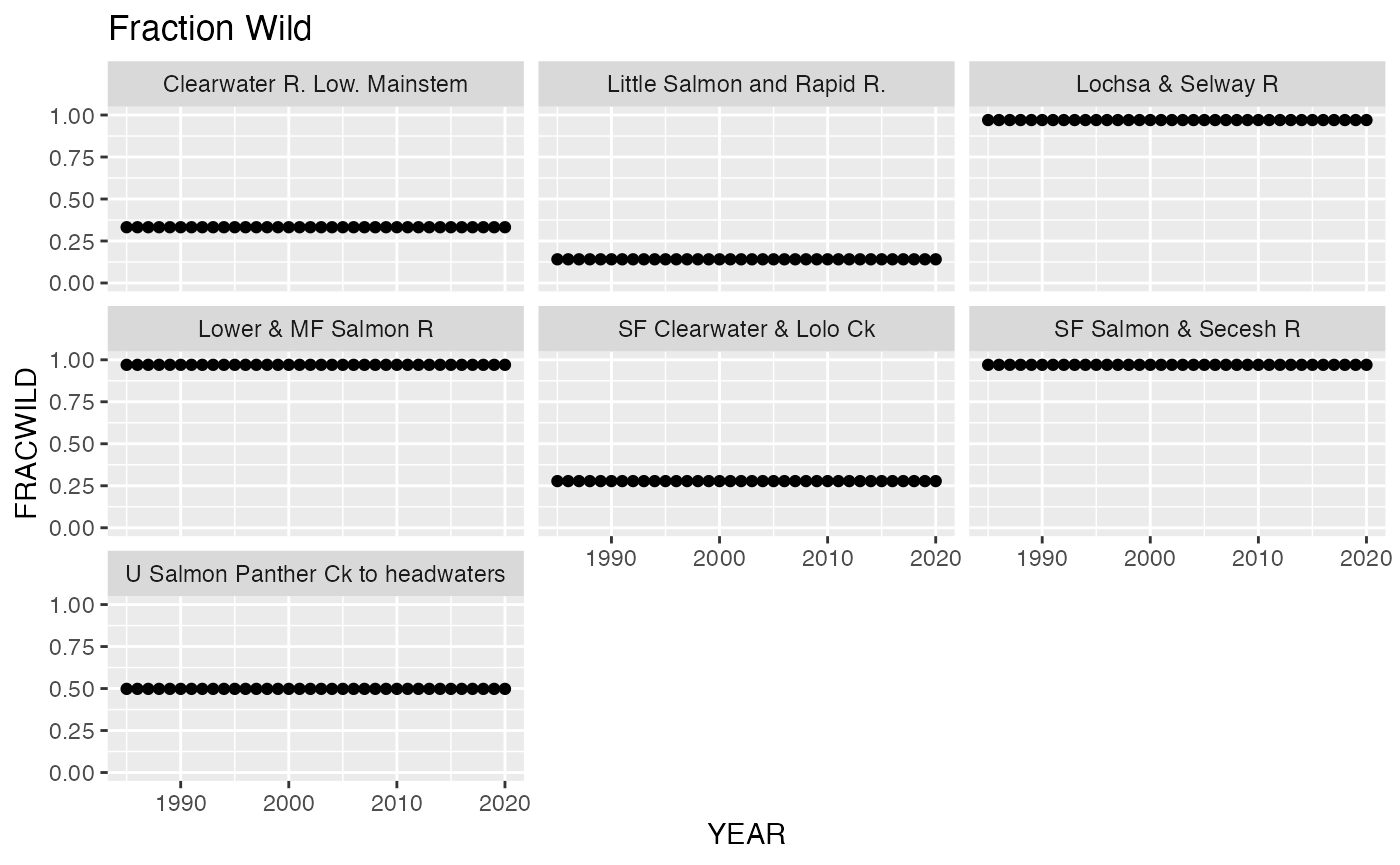 Fraction Wild
Clearwater R. Low. Mainstem
Little Salmon and Rapid R.
Lochsa & Selway R
1.00
0.75
0.50
0.25
0.00
Lower & MF Salmon R
SF Clearwater & Lolo Ck
SF Salmon & Secesh R
1.00
0.75
0.50
0.25
0.00
1990 2000 2010 2020
1990 2000 2010 2020
U Salmon Panther Ck to headwaters
1.00
0.75
0.50
0.25
0.00
1990 2000 2010 2020
FRACWILD
YEAR